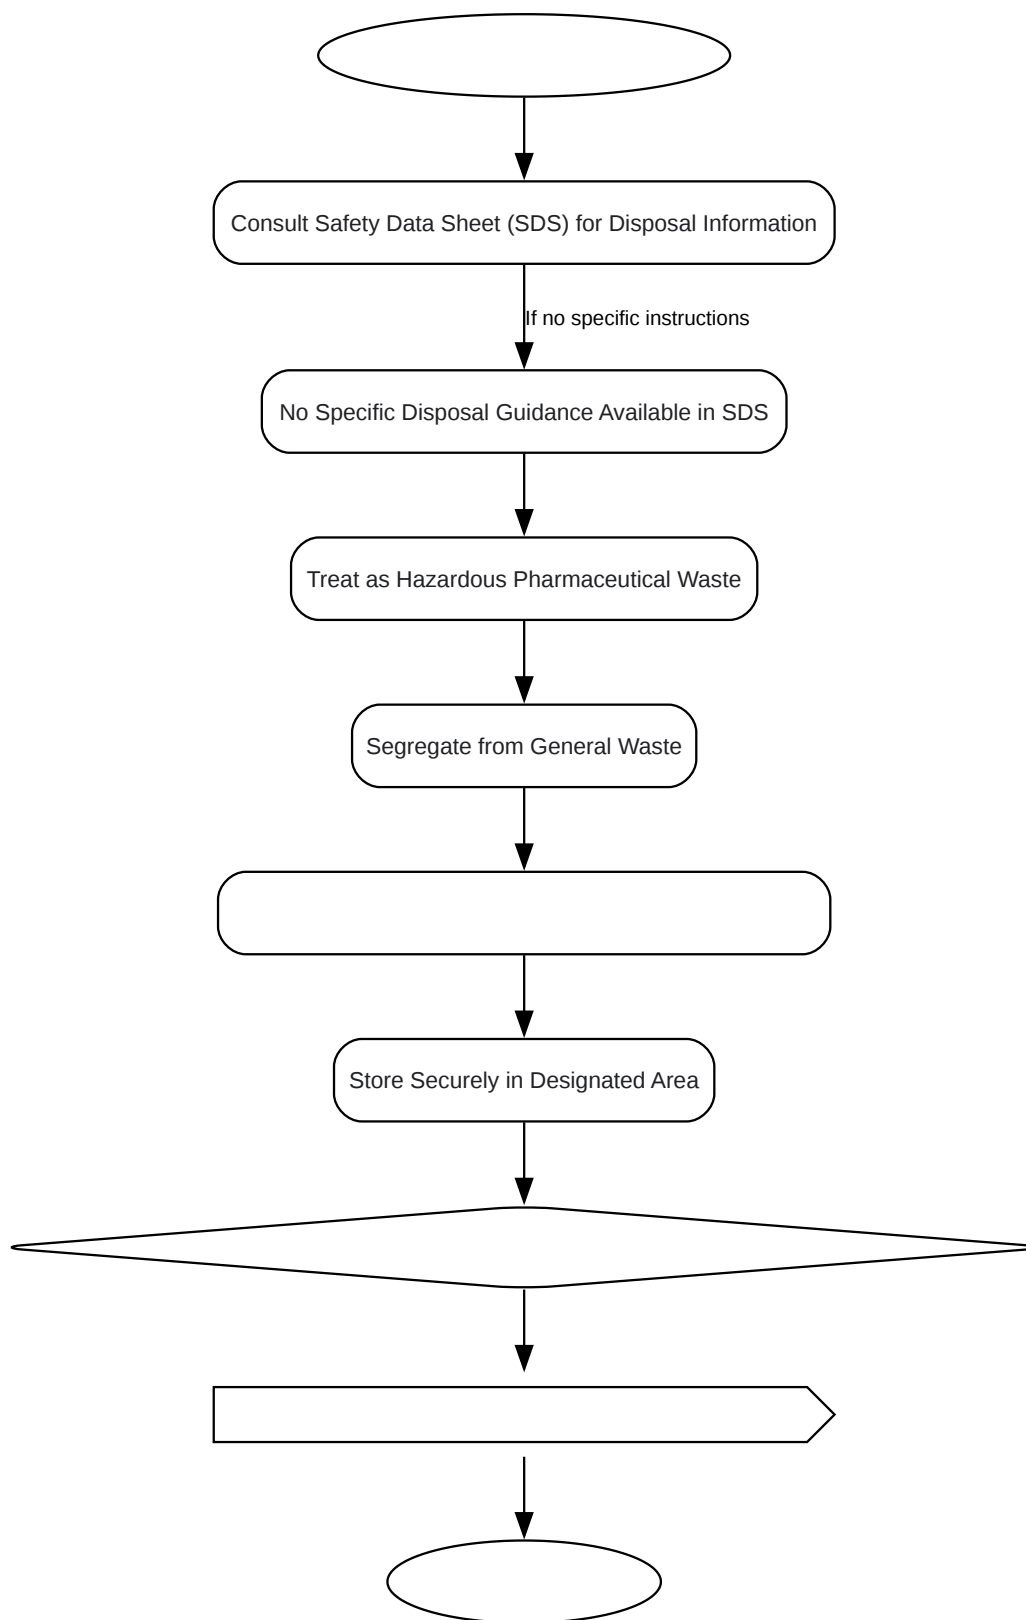 Consult Safety Data Sheet (SDS) for Disposal Information
If no specific instructions
No Specific Disposal Guidance Available in SDS
Treat as Hazardous Pharmaceutical Waste
Segregate from General Waste
Store Securely in Designated Area